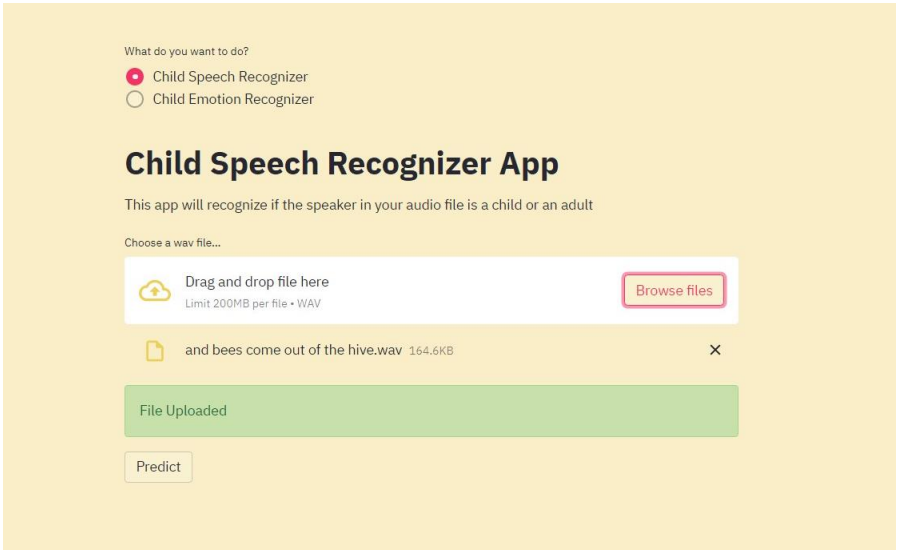 What do you want to do?
Child Speech Recognizer
Child Emotion Recognizer
Child Speech Recognizer App
This app will recognize if the speaker in your audio file is a child or an adult
Choose a wav file...
Drag and drop file here
Limit 200MB per file • WAV
Browse files
and bees come out of the hive.wav 164.6KB
File Uploaded
Predict